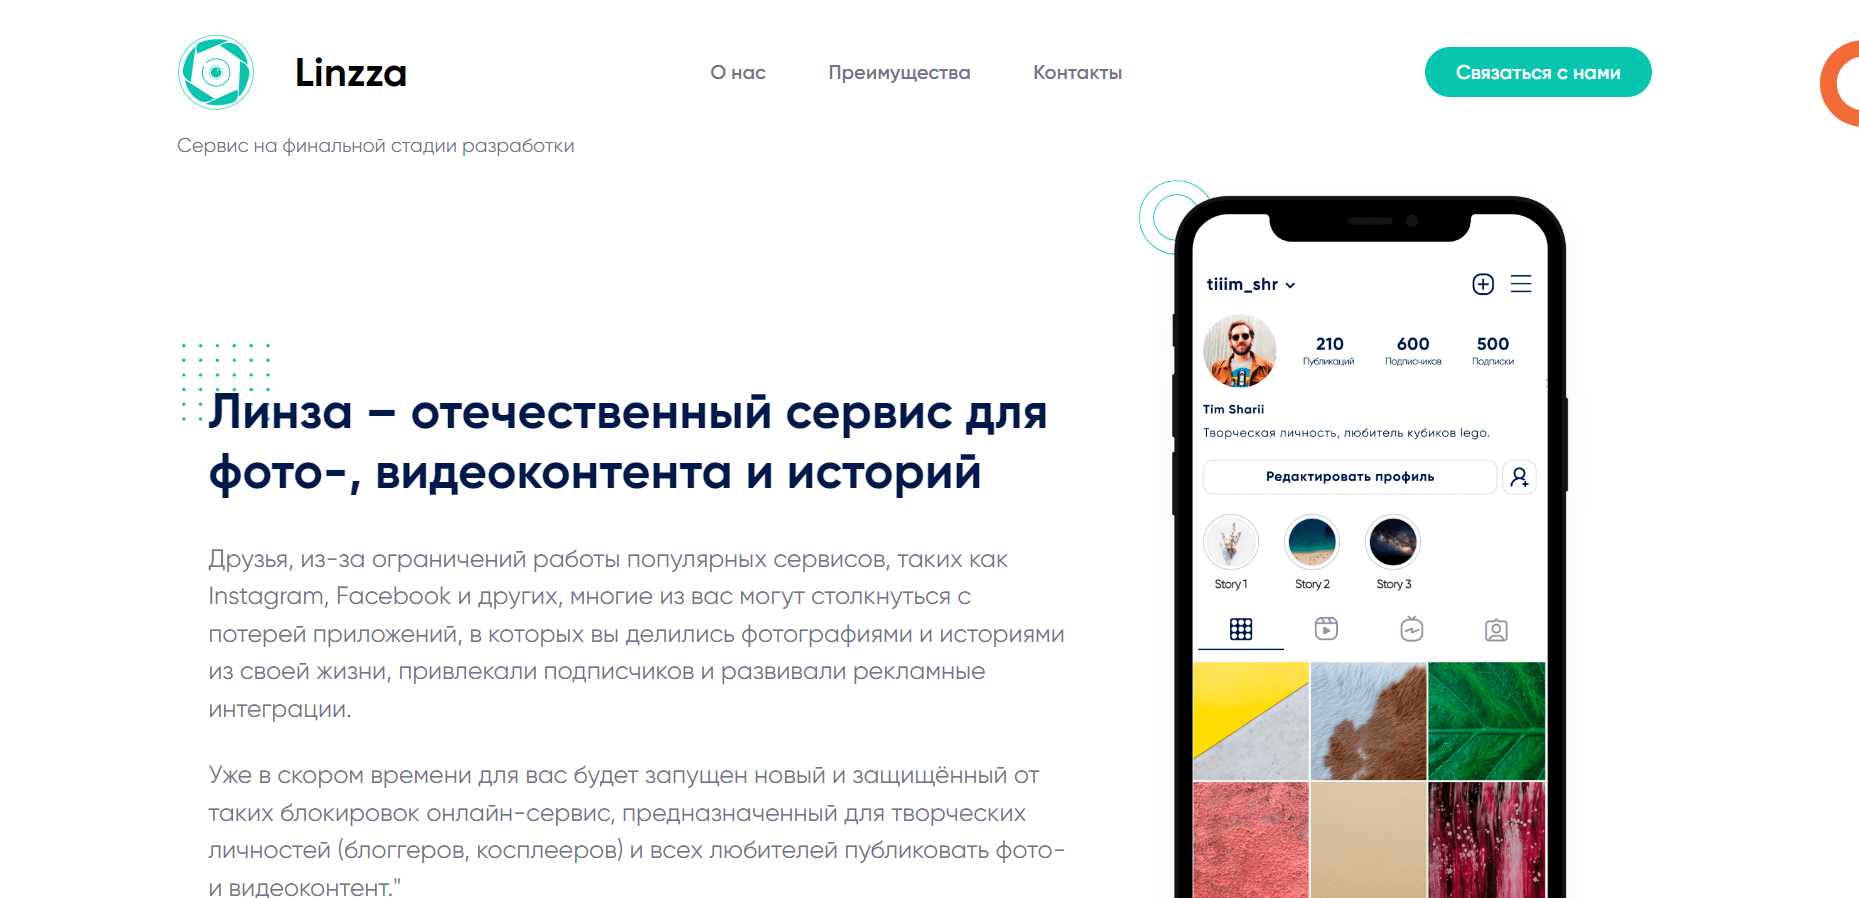 Linzza
О нас
Преимущества
Контакты
Связаться с нами
Сервис на финальной стадии разработки
Линза – отечественный сервис для
фото-, видеоконтента и историй
Друзья, из-за ограничений работы популярных сервисов, таких как
Instagram, Facebook и других, многие из вас могут столкнуться с
потерей приложений, в которых вы делились фотографиями и историями
из своей жизни, привлекали подписчиков и развивали рекламные
интеграции.
Уже в скором времени для вас будет запущен новый и защищённый от
таких блокировок онлайн-сервис, предназначенный для творческих
личностей (блоггеров, косплееров) и всех любителей публиковать фото-
и видеоконтент."
tiiim_shr
210
600
500
Публикаций
Подписчиков
Подписки
Tim Sharii
Творческая личность, любитель кубиков lego.
Редактировать профиль
Story 1
Story 2
Story 3